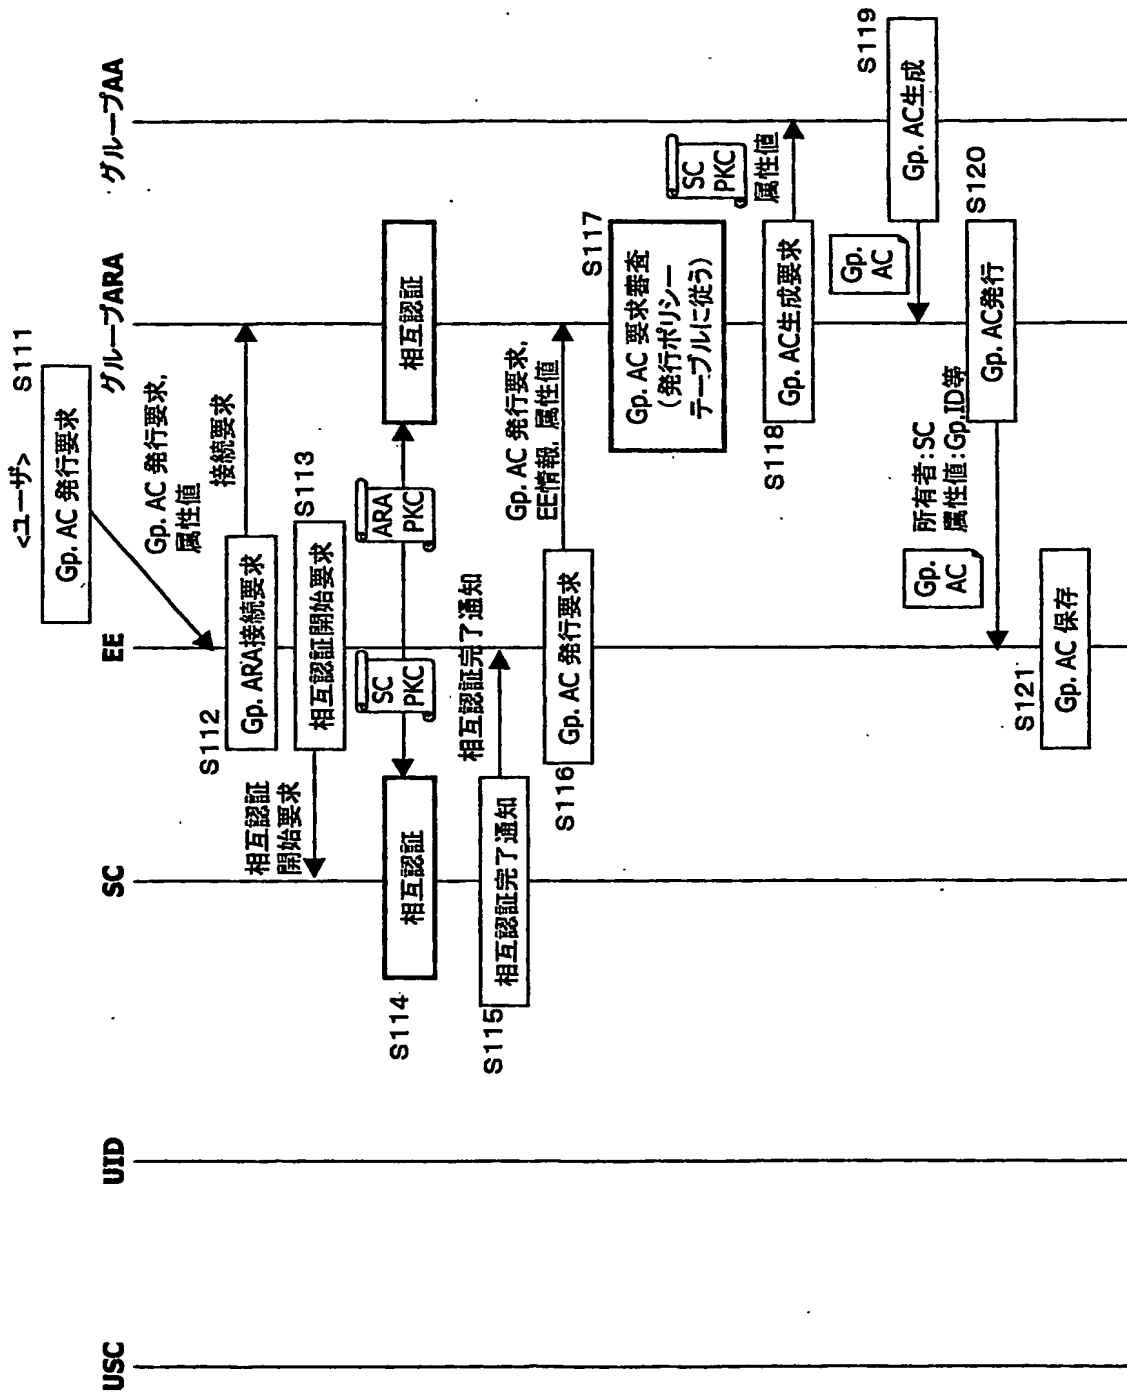 USC
UID
SC
EE
グループARA
グループAA
<ユーザ>
S111
Gp. AC 発行要求
S112
Gp. ARA接続要求
Gp. AC 発行要求,
属性値
接続要求
S113
相互認証開始要求
相互認証
開始要求
S114
相互認証
SC
PKC
ARA
PKC
相互認証
S115
相互認証完了通知
相互認証完了通知
S116
Gp. AC 発行要求
Gp. AC 発行要求,
EE情報, 属性値
S117
Gp. AC 要求審査
(発行ポリシー
テーブルに従う)
S118
Gp. AC生成要求
SC
PKC
属性値
S119
Gp. AC生成
Gp.
AC
S120
Gp. AC発行
所有者:SC
属性値:Gp.ID等
Gp.
AC
S121
Gp. AC 保存